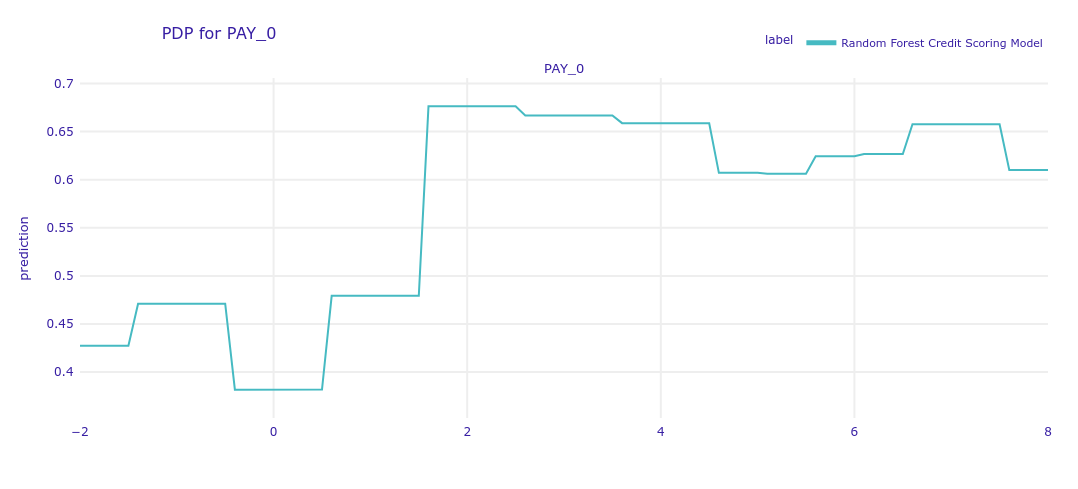 PDP for PAY_0
label
Random Forest Credit Scoring Model
PAY_0
prediction
0.7
0.65
0.6
0.55
0.5
0.45
0.4
−2
0
2
4
6
8